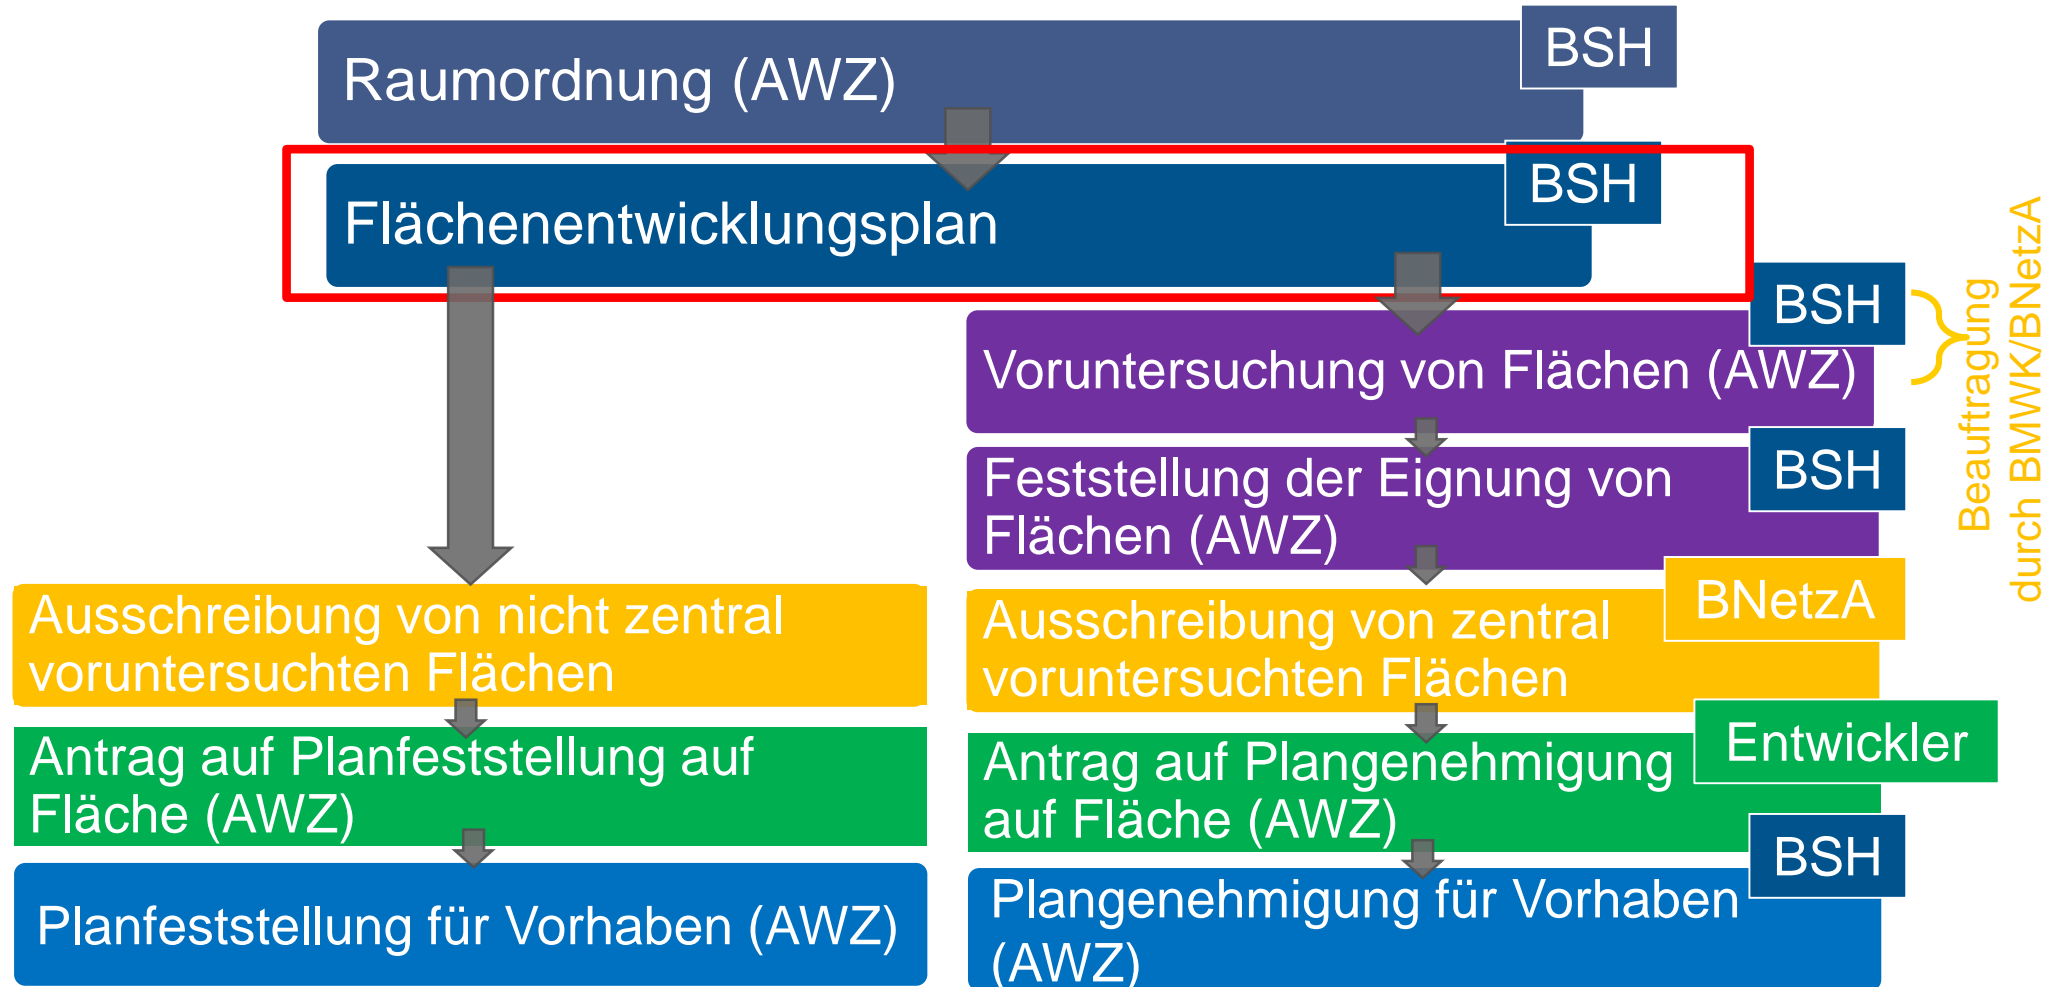 Raumordnung (AWZ)
BSH
Flächenentwicklungsplan
BSH
Voruntersuchung von Flächen (AWZ)
BSH
Beauftragung
durch BMWK/BNetzA
Feststellung der Eignung von
Flächen (AWZ)
BSH
Ausschreibung von nicht zentral
voruntersuchten Flächen
Ausschreibung von zentral
voruntersuchten Flächen
BNetzA
Antrag auf Planfeststellung auf
Fläche (AWZ)
Antrag auf Plangenehmigung
auf Fläche (AWZ)
Entwickler
Planfeststellung für Vorhaben (AWZ)
Plangenehmigung für Vorhaben
(AWZ)
BSH